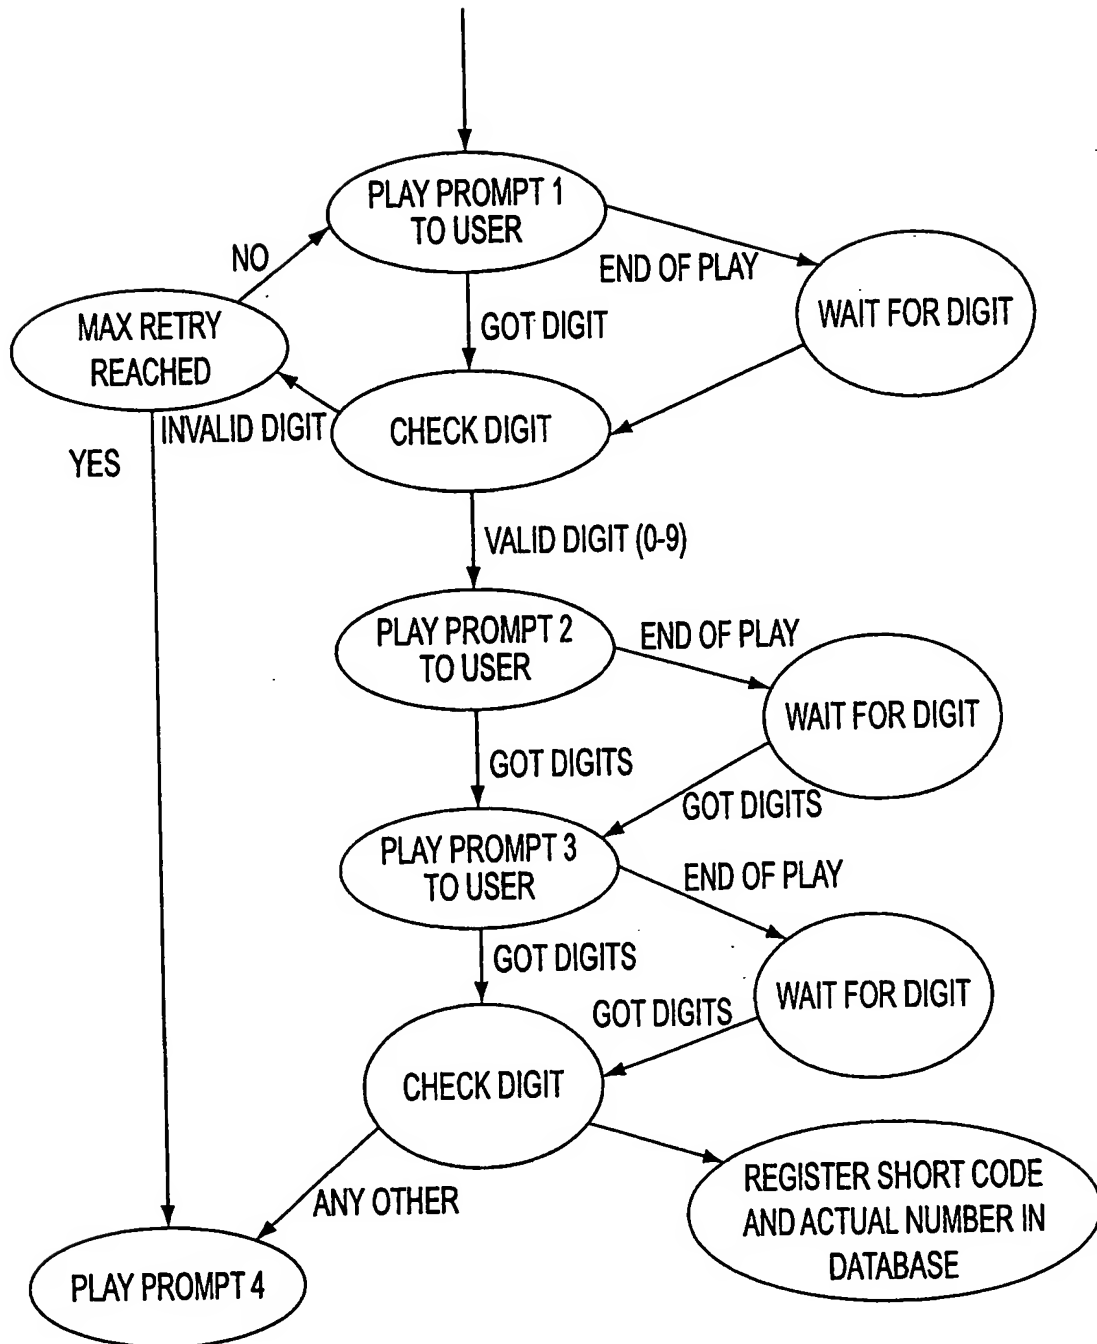 PLAY PROMPT 1
TO USER
NO
END OF PLAY
WAIT FOR DIGIT
MAX RETRY
REACHED
GOT DIGIT
INVALID DIGIT
CHECK DIGIT
YES
VALID DIGIT (0-9)
PLAY PROMPT 2
TO USER
END OF PLAY
WAIT FOR DIGIT
GOT DIGITS
GOT DIGITS
PLAY PROMPT 3
TO USER
END OF PLAY
GOT DIGITS
WAIT FOR DIGIT
GOT DIGITS
CHECK DIGIT
REGISTER SHORT CODE
AND ACTUAL NUMBER IN
DATABASE
ANY OTHER
PLAY PROMPT 4